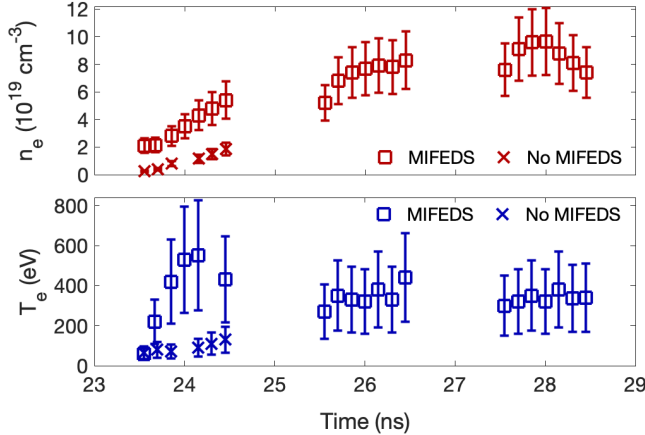 12
10
8
6
4
2
0
n_e (10^19 cm^-3)
MIFEDS No MIFEDS
800
600
400
200
0
T_e (eV)
MIFEDS No MIFEDS
23 24 25 26 27 28 29
Time (ns)